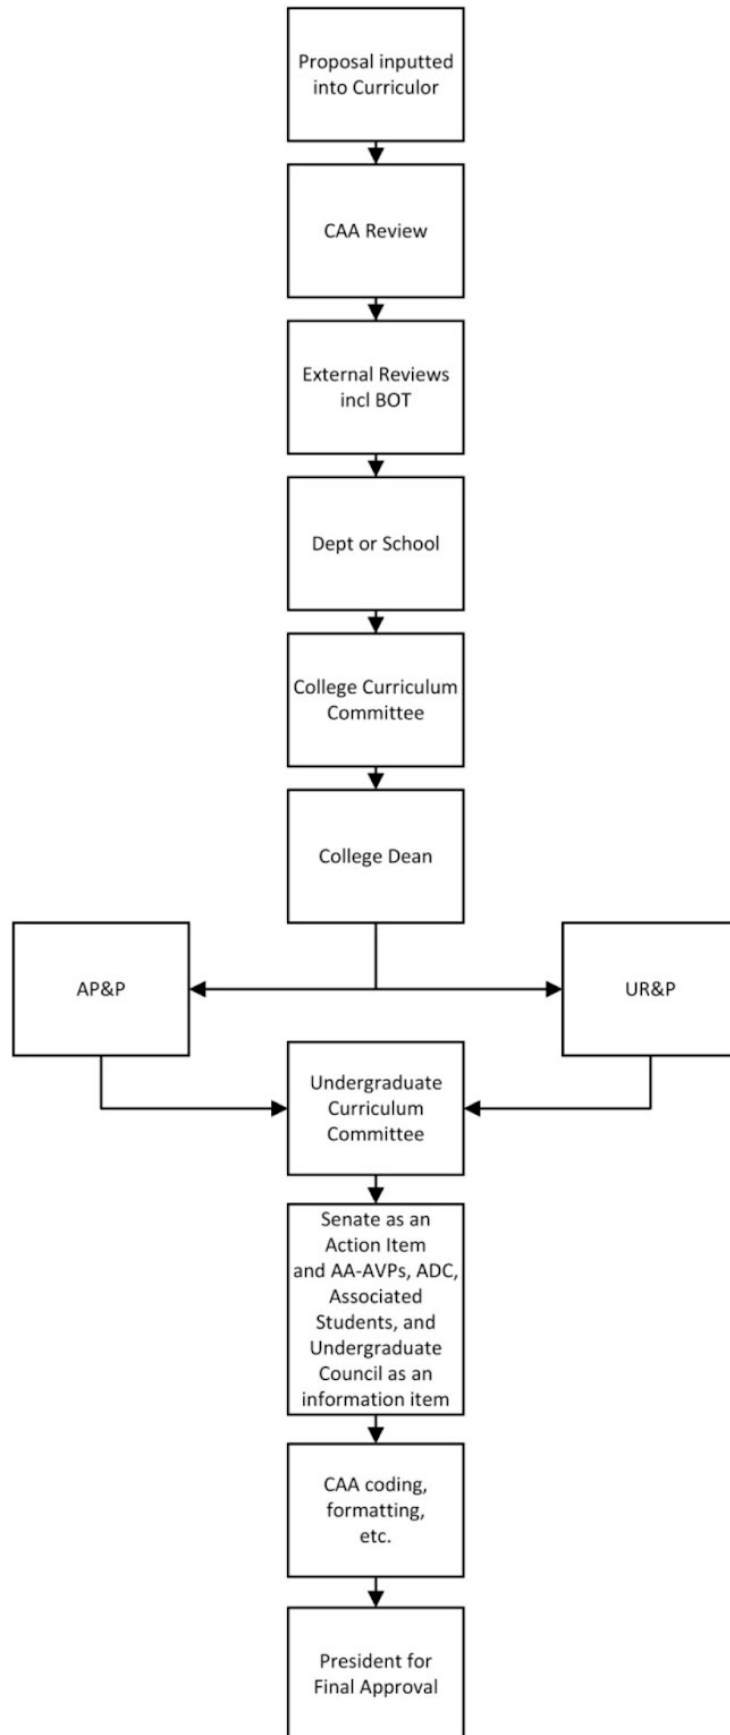 Proposal inputted
into Curriculor
CAA Review
External Reviews
incl BOT
Dept or School
College Curriculum
Committee
College Dean
AP&P
UR&P
Undergraduate
Curriculum
Committee
Senate as an
Action Item
and AA-AVPs, ADC,
Associated
Students, and
Undergraduate
Council as an
information item
CAA coding,
formatting,
etc.
President for
Final Approval